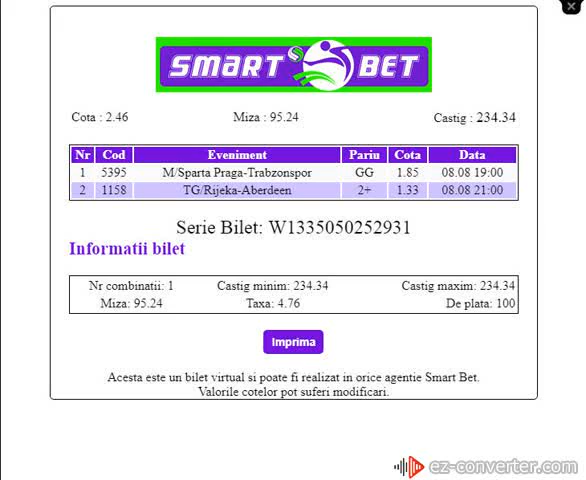 SMART BET
Cota : 2.46 Miza : 95.24 Castig : 234.34
Nr Cod Eveniment Pariu Cota Data
1 5395 M/Sparta Praga-Trabzonspor GG 1.85 08.08 19:00
2 1158 TG/Rijeka-Aberdeen 2+ 1.33 08.08 21:00
Serie Bilet: W1335050252931
Informatii bilet
Nr combinatii: 1 Castig minim: 234.34 Castig maxim: 234.34
Miza: 95.24 Taxa: 4.76 De plata: 100
Imprima
Acesta este un bilet virtual si poate fi realizat in orice agentie Smart Bet.
Valorile cotelor pot suferi modificari.
ez-converter.com